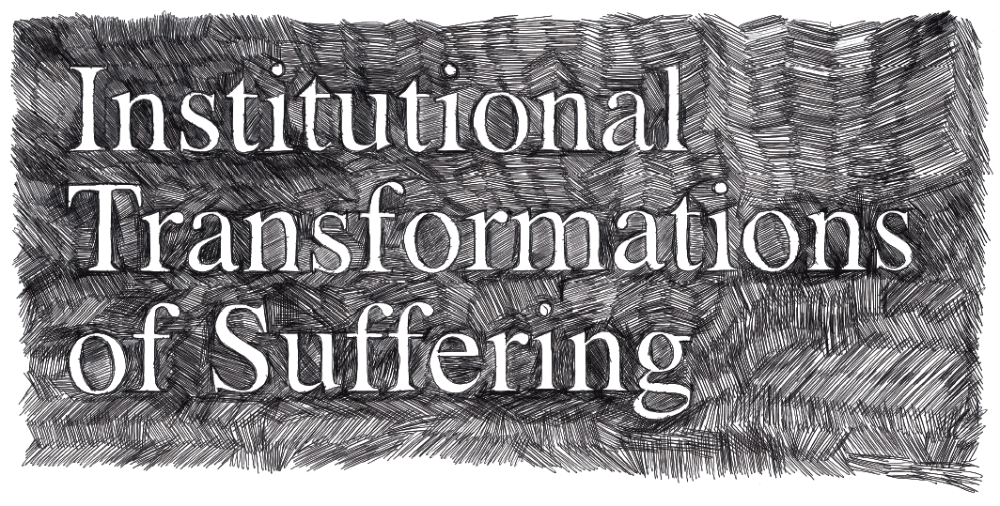 Institutional
Transformations
of Suffering